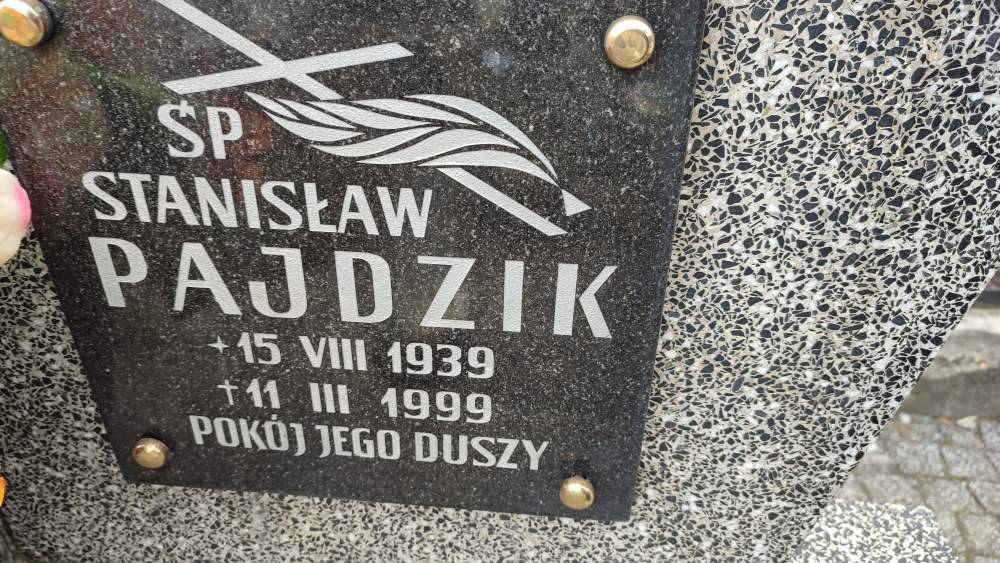 ŚP
STANISŁAW
PAJDZIK
15 VIII 1939
† 11 III 1999
POKÓJ JEGO DUSZY